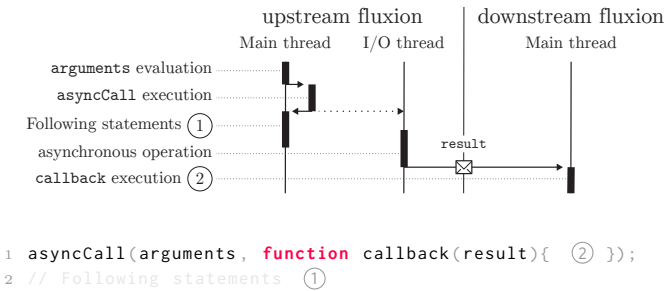 upstream fluxion downstream fluxion
Main thread I/O thread Main thread
arguments evaluation
asyncCall execution
Following statements 1
asynchronous operation
result
callback execution 2
1 asyncCall(arguments, function callback(result){ 2 });
2 // Following statements 1